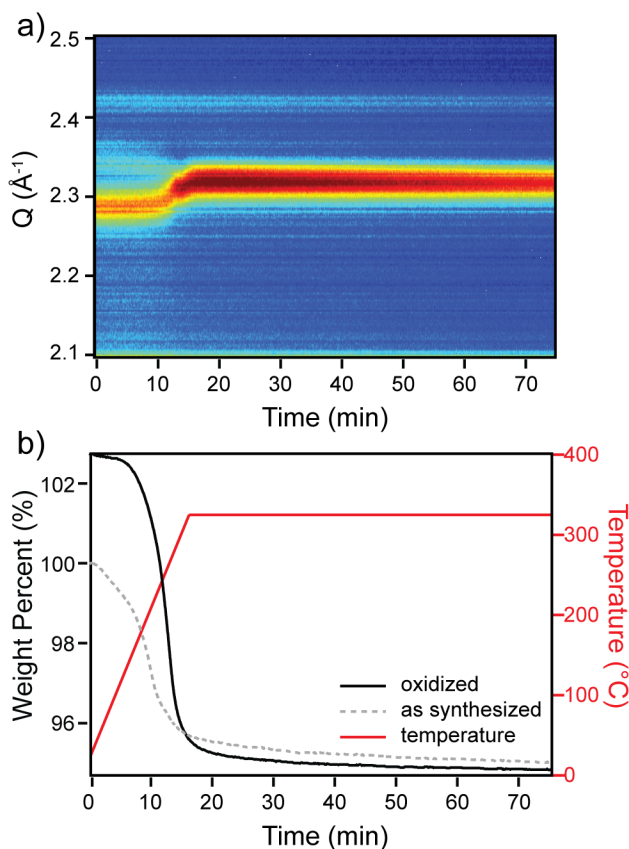 a)
2.5
2.4
2.3
2.2
2.1
Q (Å⁻¹)
0 10 20 30 40 50 60 70
Time (min)
b)
102
100
98
96
Weight Percent (%)
400
300
200
100
0
Temperature (°C)
oxidized
as synthesized
temperature
0 10 20 30 40 50 60 70
Time (min)